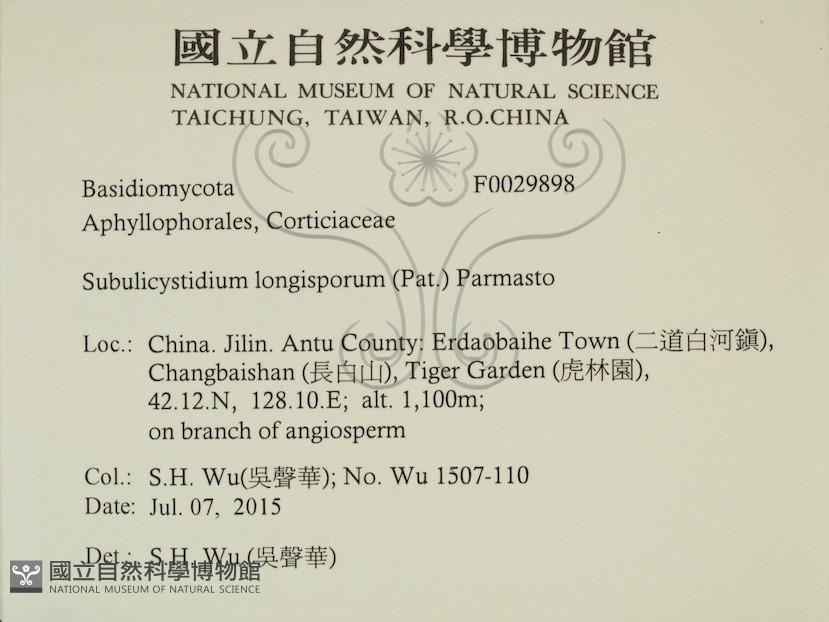 國立自然科學博物館
NATIONAL MUSEUM OF NATURAL SCIENCE
TAICHUNG, TAIWAN, R.O.CHINA
Basidiomycota F0029898
Aphyllophorales, Corticiaceae
Subulicystidium longisporum (Pat.) Parmasto
Loc.: China. Jilin. Antu County: Erdaobaihe Town (二道白河鎮),
Changbaishan (長白山), Tiger Garden (虎林園),
42.12.N, 128.10.E; alt. 1,100m;
on branch of angiosperm
Col.: S.H. Wu(吳聲華); No. Wu 1507-110
Date: Jul. 07, 2015
Det.: S.H. Wu (吳聲華)
國立自然科學博物館
NATIONAL MUSEUM OF NATURAL SCIENCE